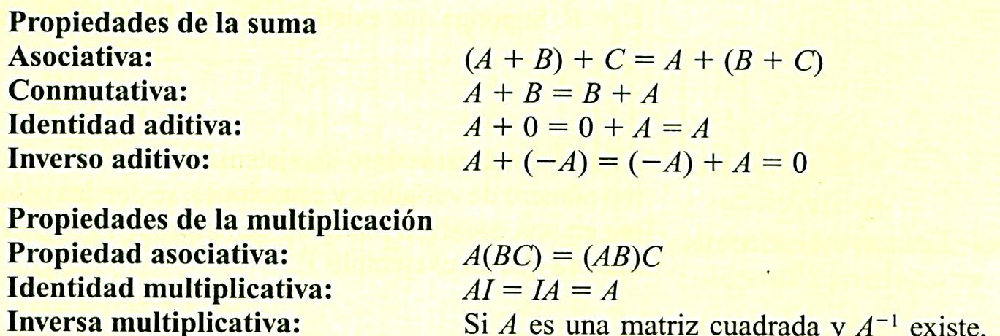 Propiedades de la suma
Asociativa: (A + B) + C = A + (B + C)
Conmutativa: A + B = B + A
Identidad aditiva: A + 0 = 0 + A = A
Inverso aditivo: A + (−A) = (−A) + A = 0
Propiedades de la multiplicación
Propiedad asociativa: A(BC) = (AB)C
Identidad multiplicativa: AI = IA = A
Inversa multiplicativa: Si A es una matriz cuadrada y A⁻¹ existe,